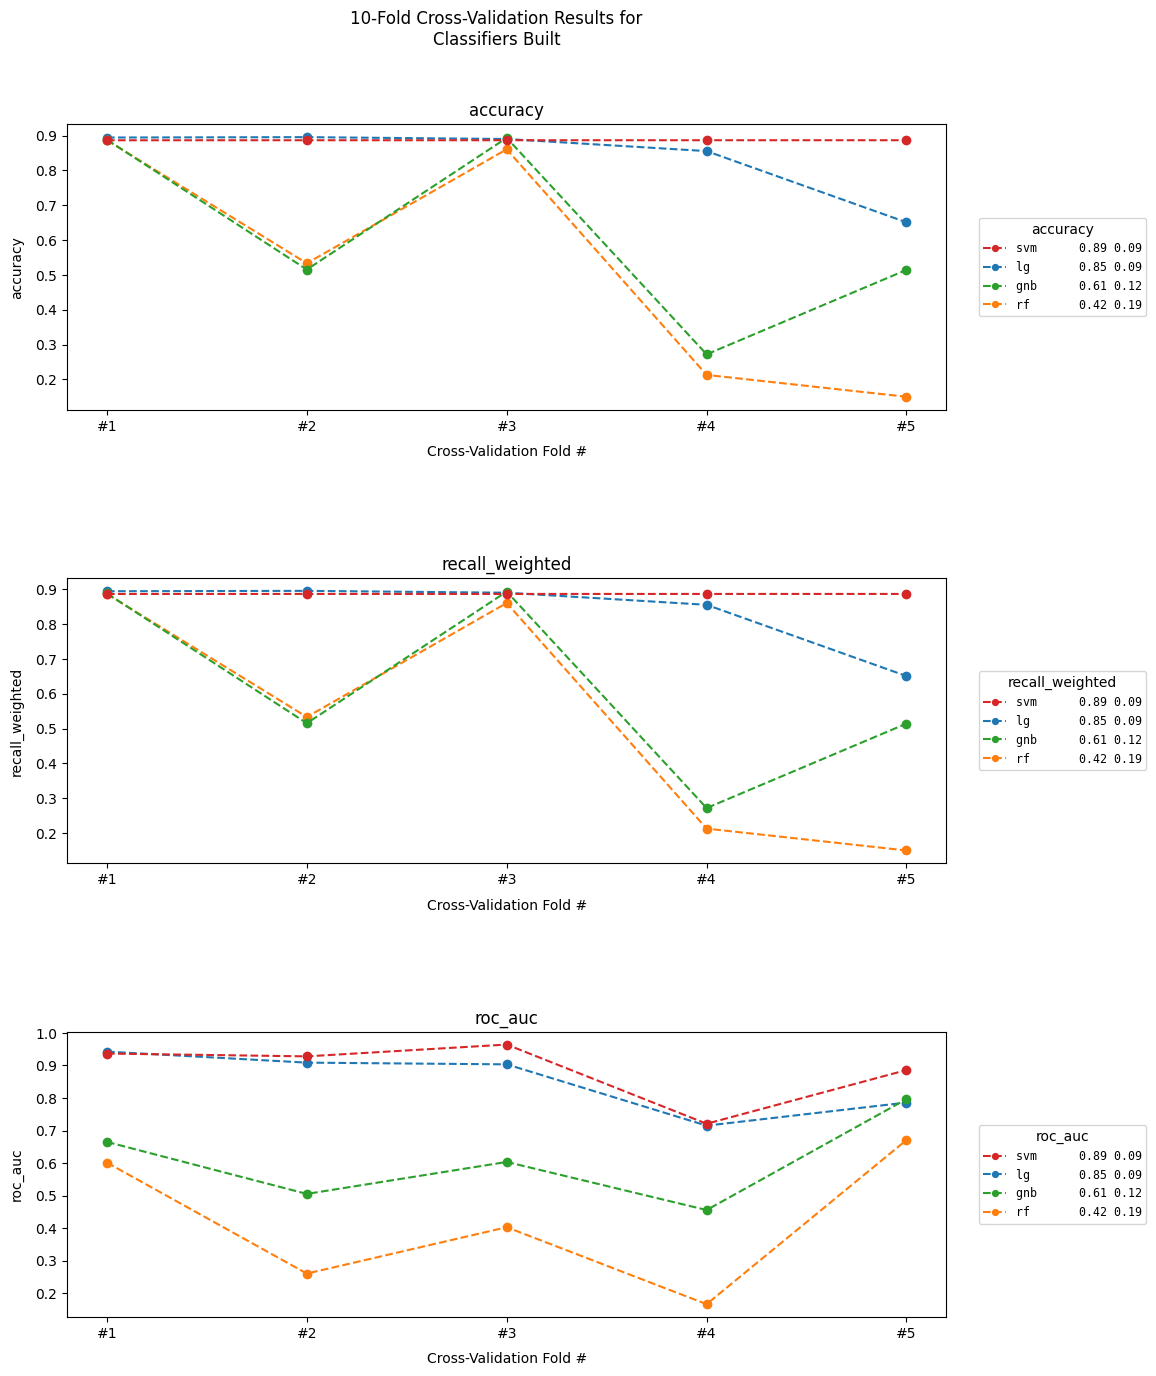 10-Fold Cross-Validation Results for
Classifiers Built
accuracy
0.9
0.8
0.7
0.6
0.5
0.4
0.3
0.2
accuracy
#1 #2 #3 #4 #5
Cross-Validation Fold #
accuracy
svm 0.89 0.09
lg 0.85 0.09
gnb 0.61 0.12
rf 0.42 0.19
recall_weighted
0.9
0.8
0.7
0.6
0.5
0.4
0.3
0.2
recall_weighted
#1 #2 #3 #4 #5
Cross-Validation Fold #
recall_weighted
svm 0.89 0.09
lg 0.85 0.09
gnb 0.61 0.12
rf 0.42 0.19
roc_auc
1.0
0.9
0.8
0.7
0.6
0.5
0.4
0.3
0.2
roc_auc
#1 #2 #3 #4 #5
Cross-Validation Fold #
roc_auc
svm 0.89 0.09
lg 0.85 0.09
gnb 0.61 0.12
rf 0.42 0.19